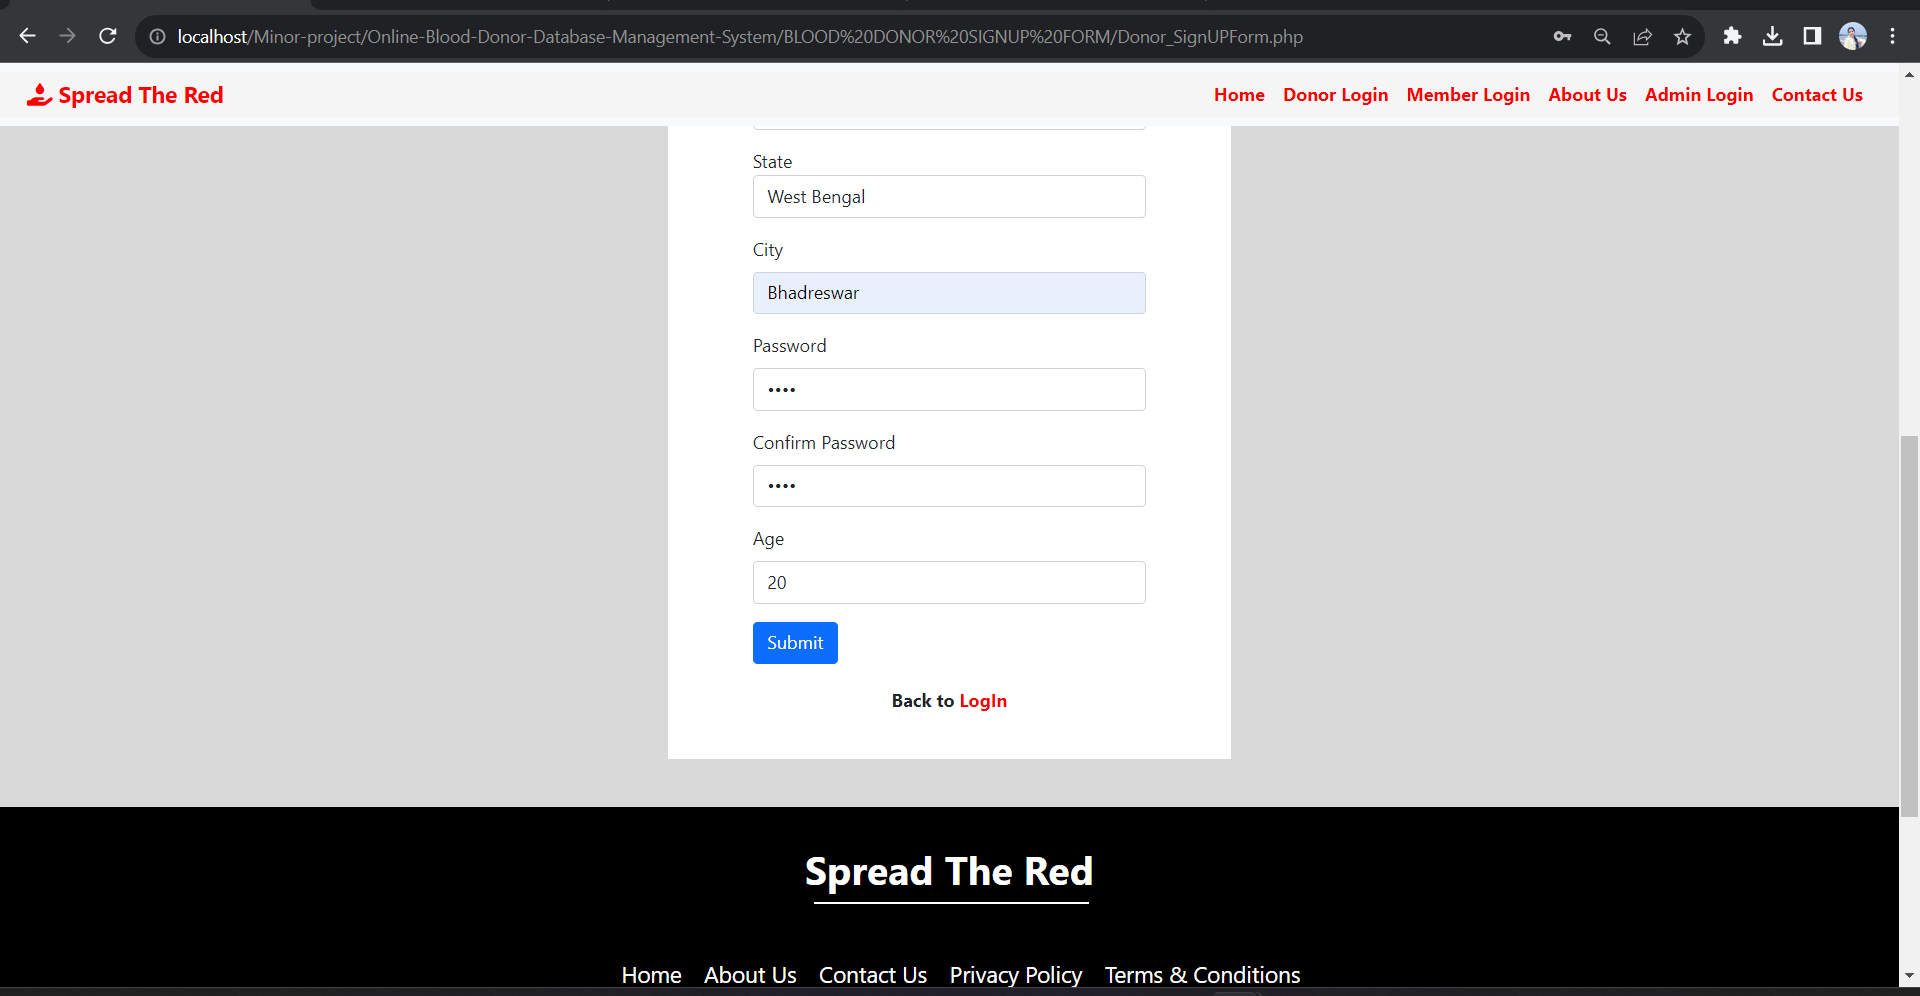 localhost/Minor-project/Online-Blood-Donor-Database-Management-System/BLOOD%20DONOR%20SIGNUP%20FORM/Donor_SignUPForm.php
Spread The Red
Home Donor Login Member Login About Us Admin Login Contact Us
State
West Bengal
City
Bhadreswar
Password
••••
Confirm Password
••••
Age
20
Submit
Back to LogIn
Spread The Red
Home About Us Contact Us Privacy Policy Terms & Conditions